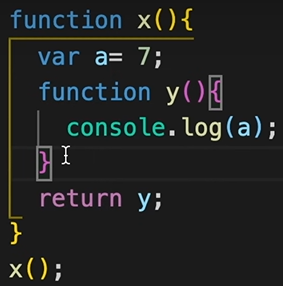 function x(){
var a= 7;
function y(){
console.log(a);
}
return y;
}
x();